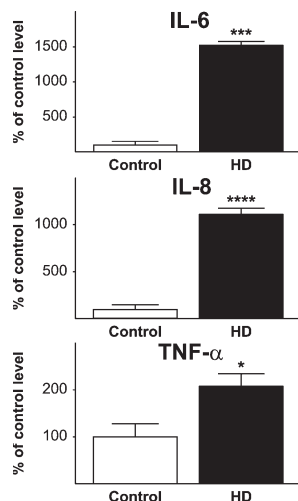 IL-6
% of control level
1500
1000
500
***
Control HD
IL-8
% of control level
1000
500
****
Control HD
TNF-α
% of control level
200
100
*
Control HD